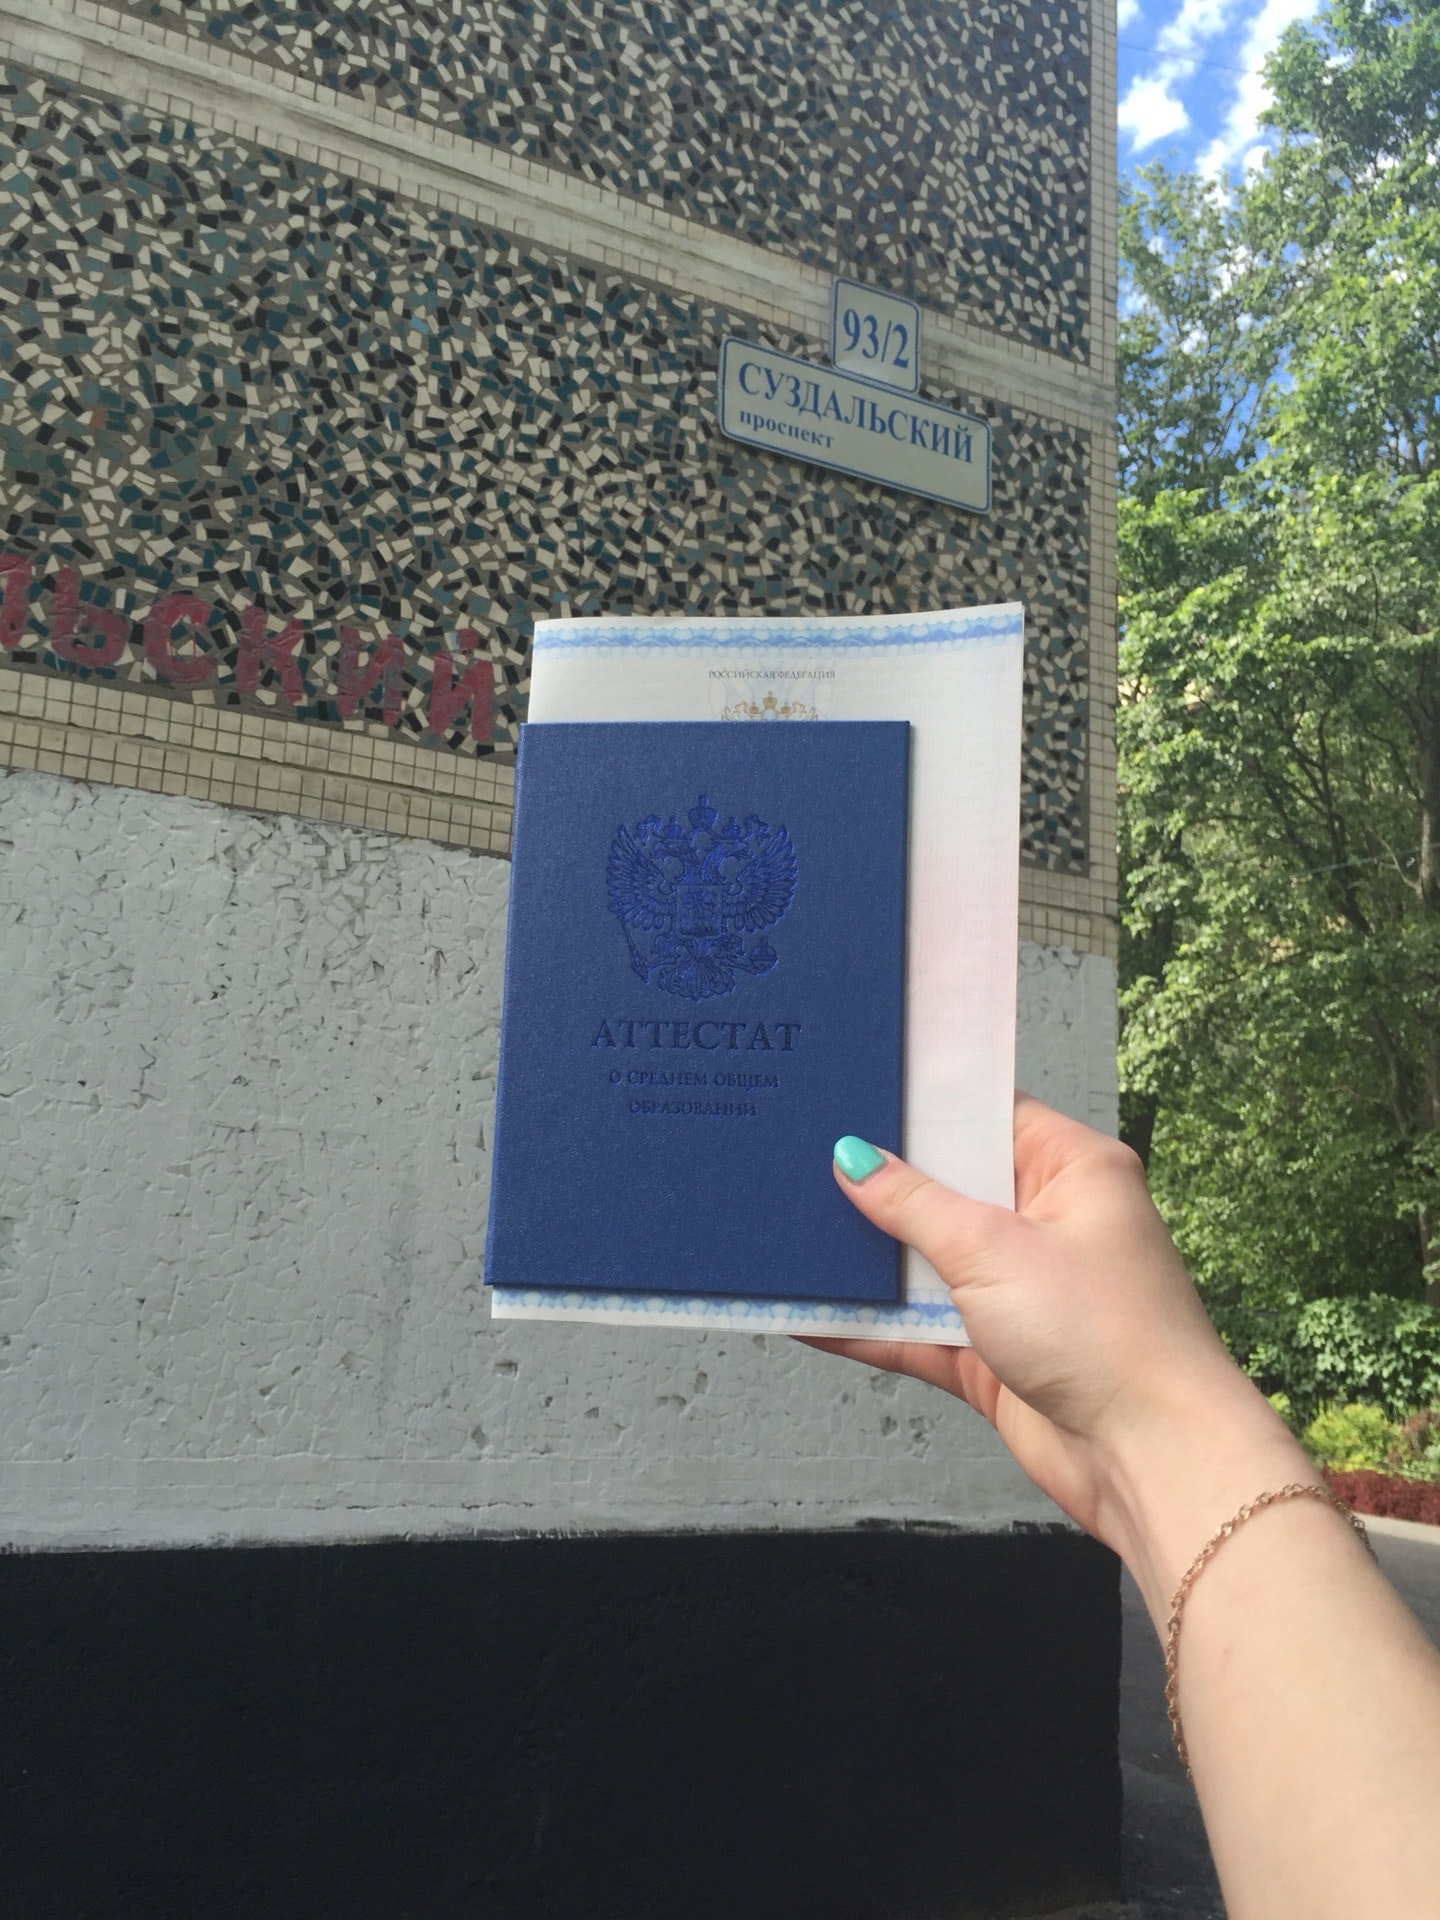 93/2
СУЗДАЛЬСКИЙ
проспект
ЛЬСКИЙ
РОССИЙСКАЯ ФЕДЕРАЦИЯ
АТТЕСТАТ
О СРЕДНЕМ ОБЩЕМ
ОБРАЗОВАНИИ